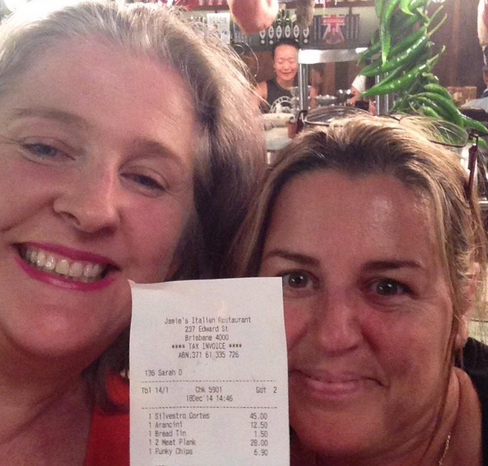 Jamie's Italian Restaurant
237 Edward St
Brisbane 4000
**** TAX INVOICE ****
ABN:371 61 335 726
136 Sarah D
Tbl 14/1 Chk 5901 Gst 2
18Dec'14 14:46
1 Silvestro Cortes 45.00
1 Arancini 12.50
1 Bread Tin 1.50
1 2 Meat Plank 28.00
1 Funky Chips 6.90